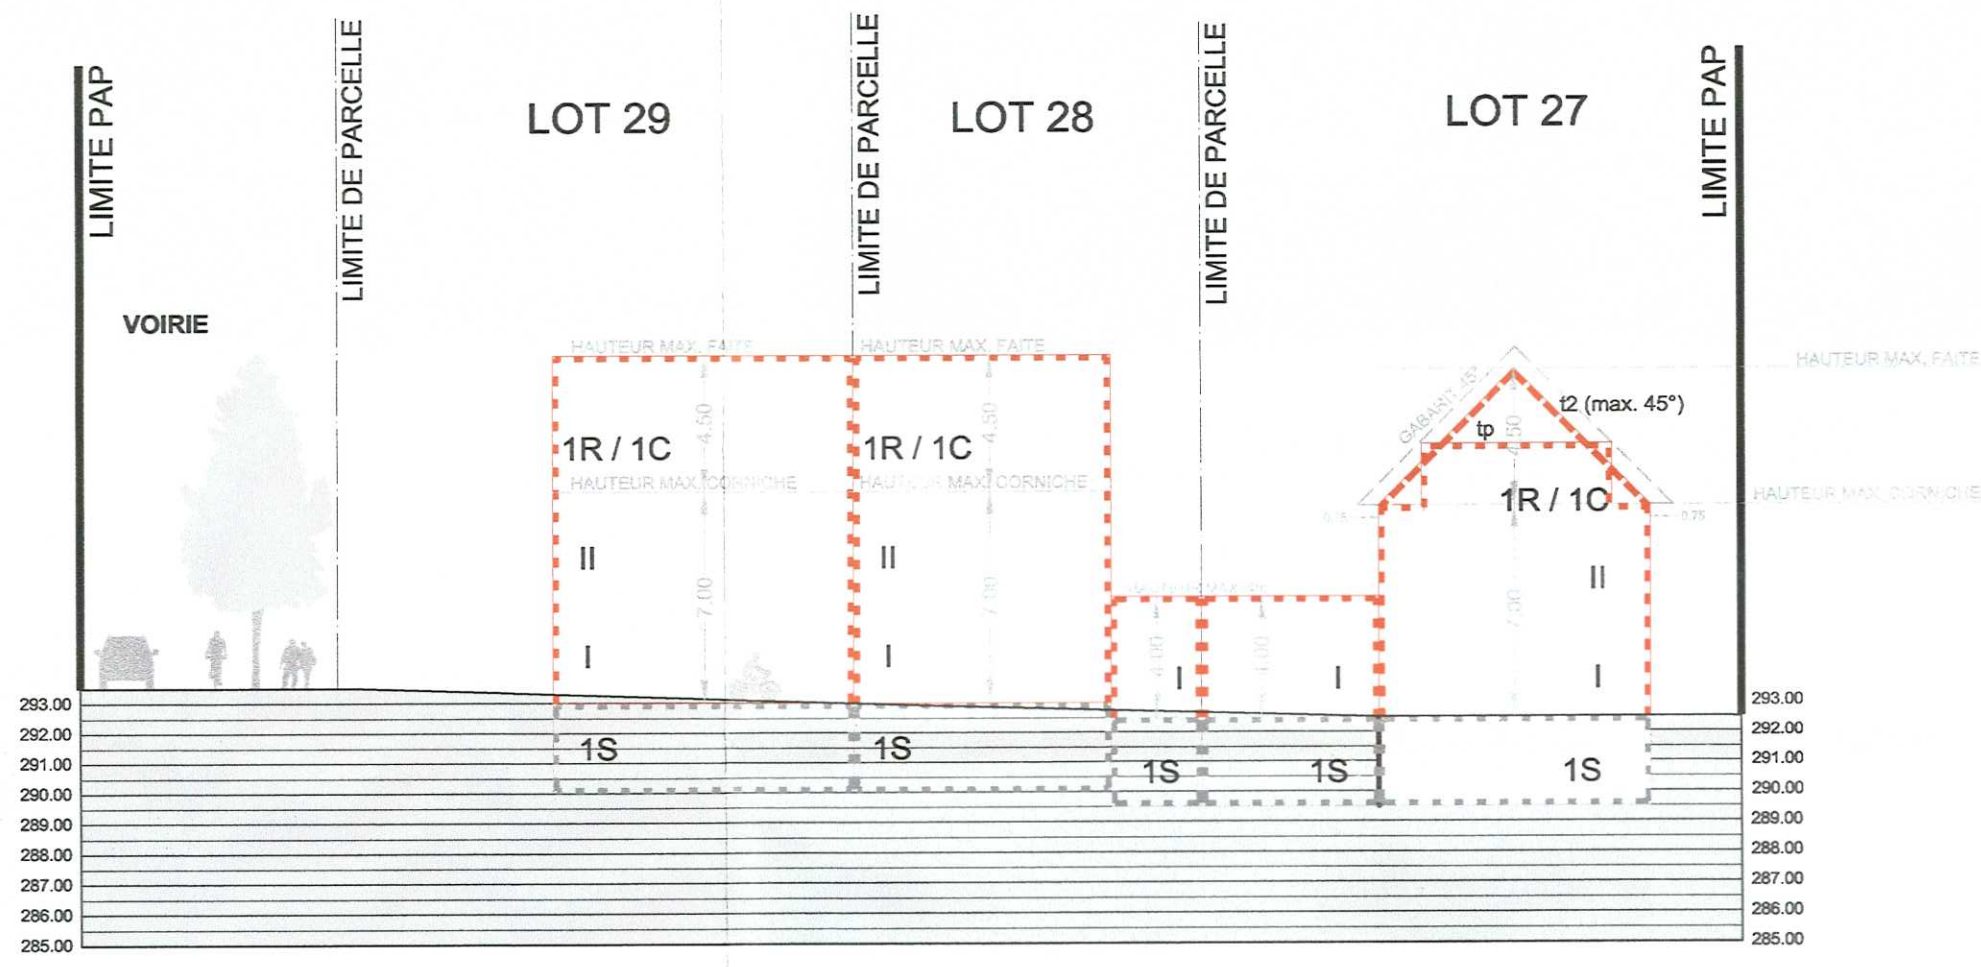 LIMITE PAP
LIMITE DE PARCELLE
LOT 29
LIMITE DE PARCELLE
LOT 28
LIMITE DE PARCELLE
LOT 27
LIMITE PAP
VOIRIE
HAUTEUR MAX. FAITE
HAUTEUR MAX. FAITE
HAUTEUR MAX. FAITE
4.50
4.50
GABARIT 45°
t2 (max. 45°)
tp
4.50
1R / 1C
1R / 1C
HAUTEUR MAX. CORNICHE
HAUTEUR MAX. CORNICHE
HAUTEUR MAX. CORNICHE
1R / 1C
0.75
0.75
II
II
II
7.00
7.00
7.00
I
I
4.00
I
4.00
I
I
293.00
292.00
291.00
290.00
289.00
288.00
287.00
286.00
285.00
1S
1S
1S
1S
1S
293.00
292.00
291.00
290.00
289.00
288.00
287.00
286.00
285.00